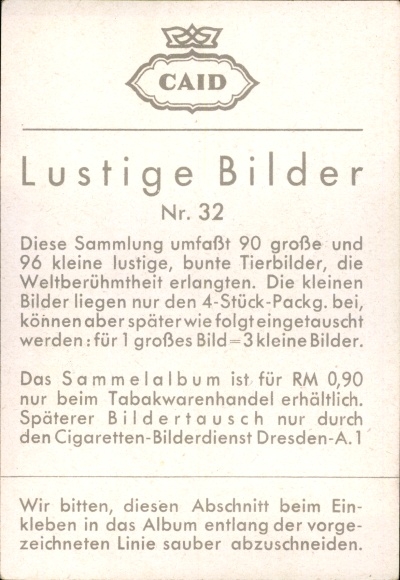 CAID
Lustige Bilder
Nr. 32
Diese Sammlung umfaßt 90 große und
96 kleine lustige, bunte Tierbilder, die
Weltberühmtheit erlangten. Die kleinen
Bilder liegen nur den 4-Stück-Packg. bei,
können aber später wie folgt eingetauscht
werden: für 1 großes Bild=3 kleine Bilder.
Das Sammelalbum ist für RM 0,90
nur beim Tabakwarenhandel erhältlich.
Späterer Bildertausch nur durch
den Cigaretten-Bilderdienst Dresden-A. 1
Wir bitten, diesen Abschnitt beim Ein-
kleben in das Album entlang der vorge-
zeichneten Linie sauber abzuschneiden.